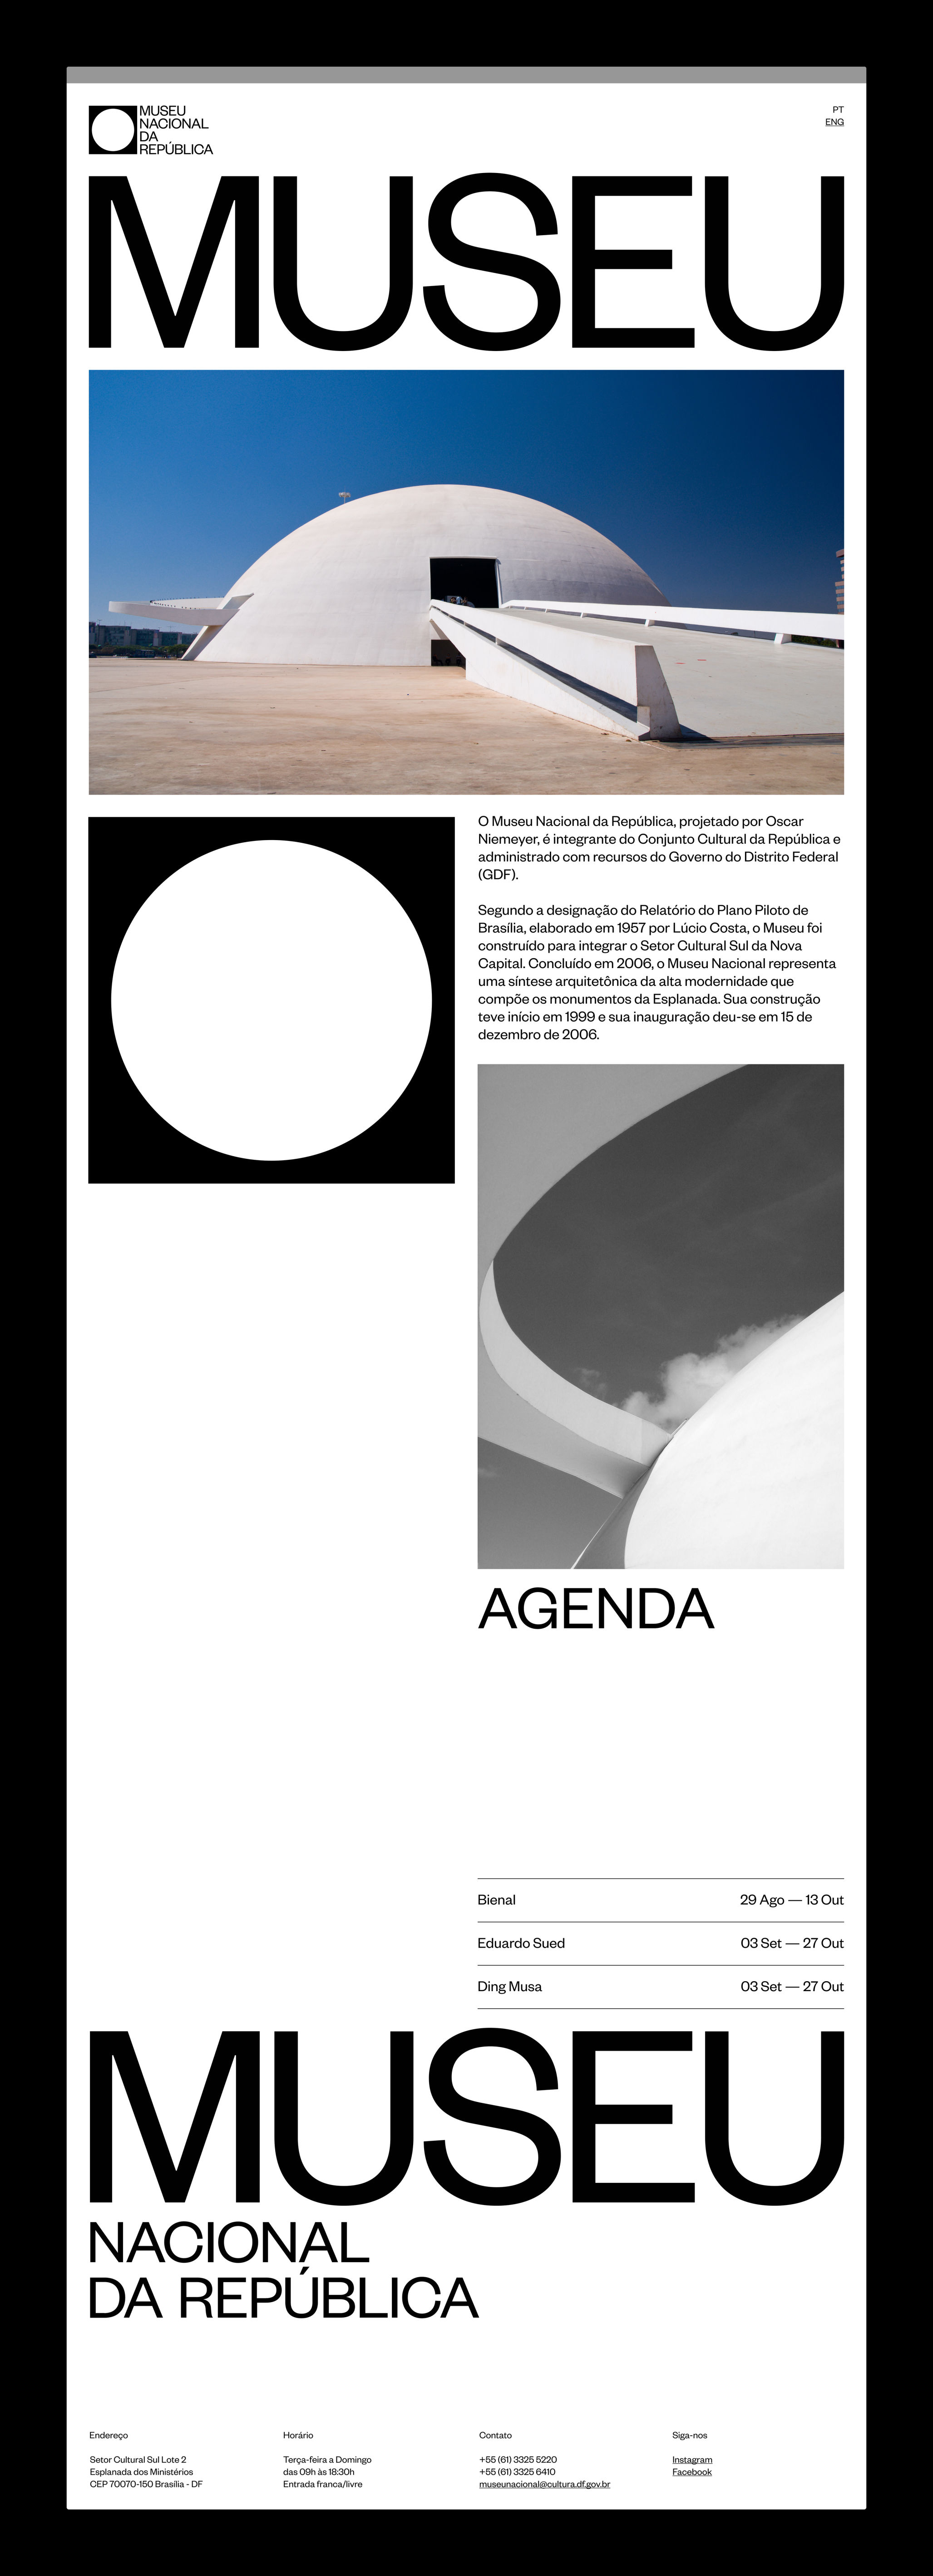 MUSEU
NACIONAL
DA
REPÚBLICA
PT
ENG
MUSEU
O Museu Nacional da República, projetado por Oscar
Niemeyer, é integrante do Conjunto Cultural da República e
administrado com recursos do Governo do Distrito Federal
(GDF).
Segundo a designação do Relatório do Plano Piloto de
Brasília, elaborado em 1957 por Lúcio Costa, o Museu foi
construído para integrar o Setor Cultural Sul da Nova
Capital. Concluído em 2006, o Museu Nacional representa
uma síntese arquitetônica da alta modernidade que
compõe os monumentos da Esplanada. Sua construção
teve início em 1999 e sua inauguração deu-se em 15 de
dezembro de 2006.
AGENDA
Bienal 29 Ago — 13 Out
Eduardo Sued 03 Set — 27 Out
Ding Musa 03 Set — 27 Out
MUSEU
NACIONAL
DA REPÚBLICA
Endereço
Setor Cultural Sul Lote 2
Esplanada dos Ministérios
CEP 70070-150 Brasília - DF
Horário
Terça-feira a Domingo
das 09h às 18:30h
Entrada franca/livre
Contato
+55 (61) 3325 5220
+55 (61) 3325 6410
museunacional@cultura.df.gov.br
Siga-nos
Instagram
Facebook